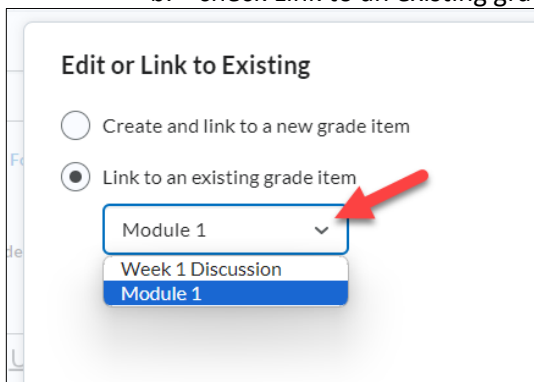 Edit or Link to Existing
Create and link to a new grade item
Link to an existing grade item
Module 1
Week 1 Discussion
Module 1